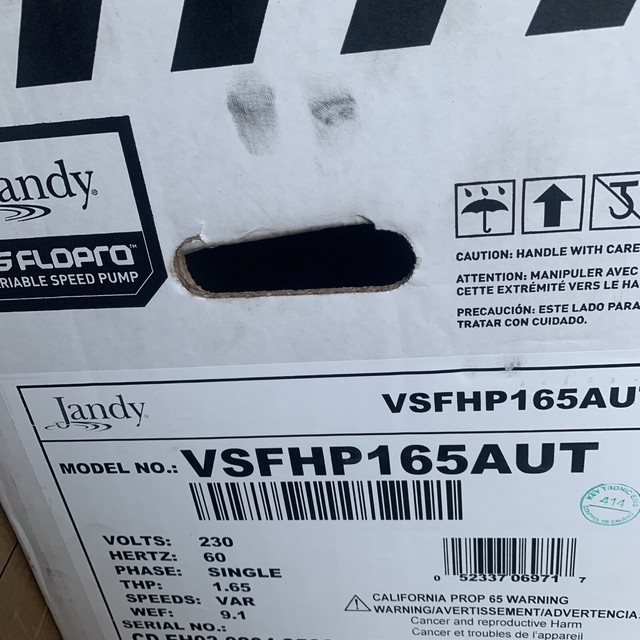 Jandy
FLOPRO
SPEED PUMP
CAUTION: HANDLE WITH CARE
ATTENTION: MANIPULER AVEC
CETTE EXTRÉMITÉ VERS LE
PRECAUCIÓN: ESTE LADO PARA
TRATAR CON CUIDADO.
Jandy VSFHP165AUT
MODEL NO.: VSFHP165AUT
VOLTS: 230
HERTZ: 60
PHASE: SINGLE
THP: 1.65
SPEEDS: VAR
WEF: 9.1
SERIAL NO.:
0 52337 06971 7
414
CALIFORNIA PROP 65 WARNING
WARNING/AVERTISSEMENT/ADVERTENCIA
Cancer and reproductive Harm
Cancer et troubles de l'appareil